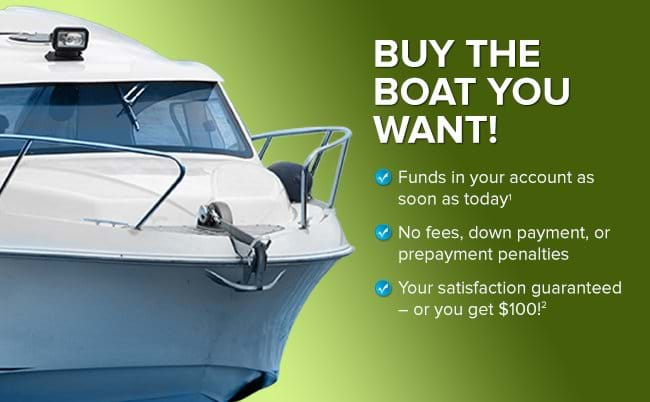 BUY THE
BOAT YOU
WANT!
Funds in your account as
soon as today¹
No fees, down payment, or
prepayment penalties
Your satisfaction guaranteed
– or you get $100!²